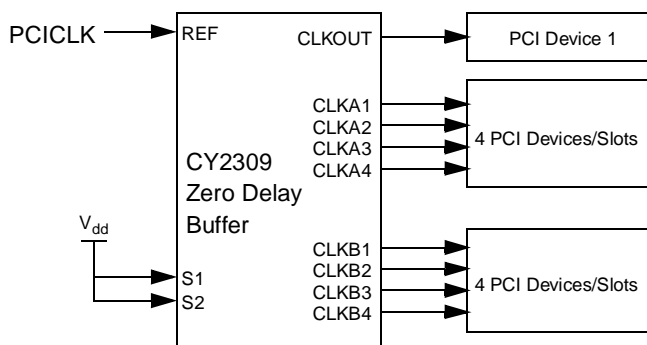 PCICLK
REF
CLKOUT
PCI Device 1
CLKA1
CLKA2
CLKA3
CLKA4
4 PCI Devices/Slots
CY2309
Zero Delay
Buffer
Vdd
S1
S2
CLKB1
CLKB2
CLKB3
CLKB4
4 PCI Devices/Slots